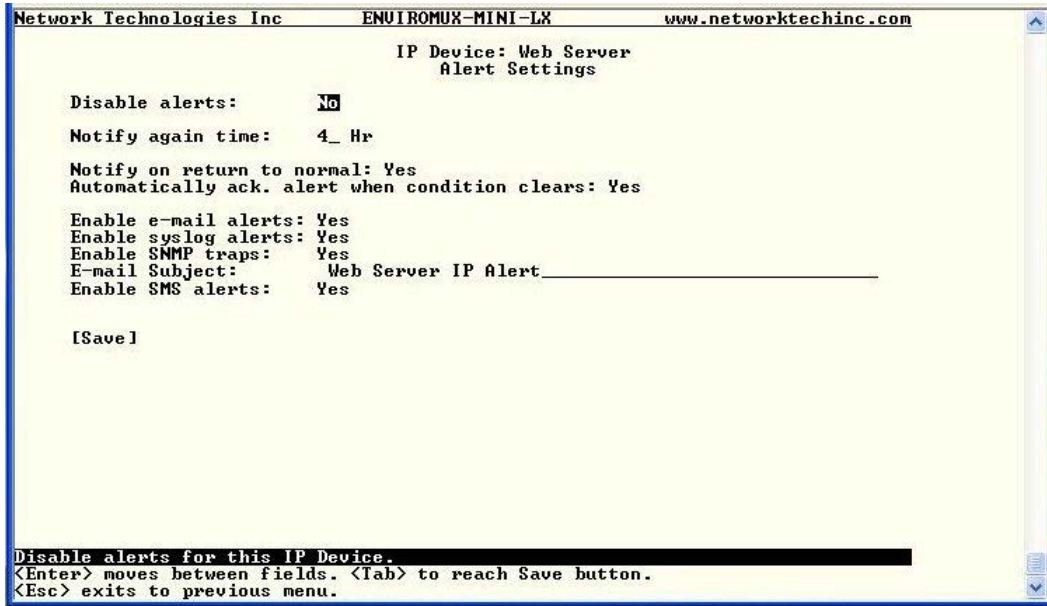 Network Technologies Inc ENVIROMUX-MINI-LX www.networktechinc.com
IP Device: Web Server
Alert Settings
Disable alerts: No
Notify again time: 4_ Hr
Notify on return to normal: Yes
Automatically ack. alert when condition clears: Yes
Enable e-mail alerts: Yes
Enable syslog alerts: Yes
Enable SNMP traps: Yes
E-mail Subject: Web Server IP Alert
Enable SMS alerts: Yes
[Save]
Disable alerts for this IP Device.
<Enter> moves between fields. <Tab> to reach Save button.
<Esc> exits to previous menu.